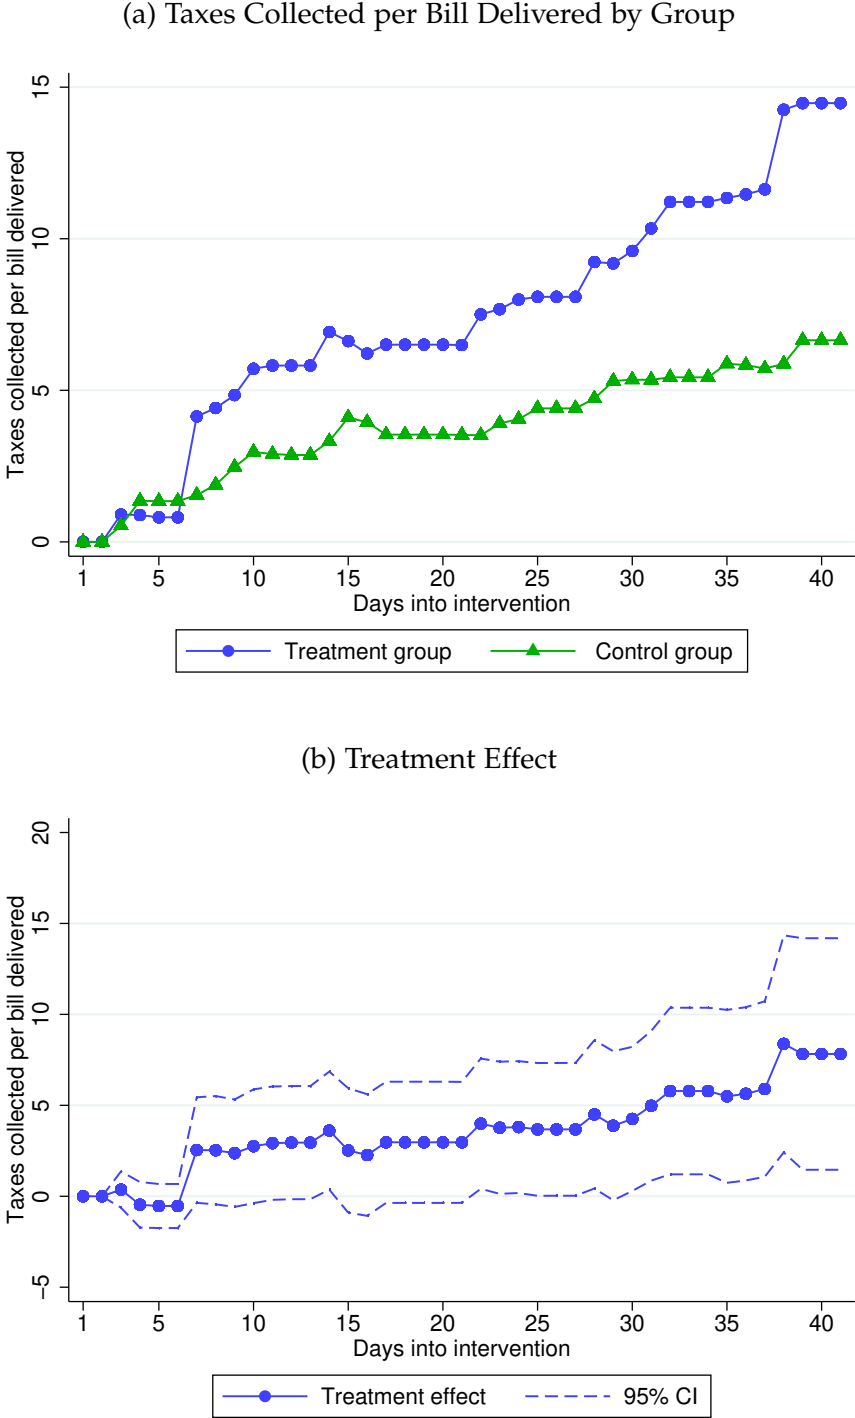 (a) Taxes Collected per Bill Delivered by Group
Taxes collected per bill delivered
15
10
5
0
1 5 10 15 20 25 30 35 40
Days into intervention
Treatment group Control group
(b) Treatment Effect
Taxes collected per bill delivered
20
15
10
5
0
−5
1 5 10 15 20 25 30 35 40
Days into intervention
Treatment effect 95% CI